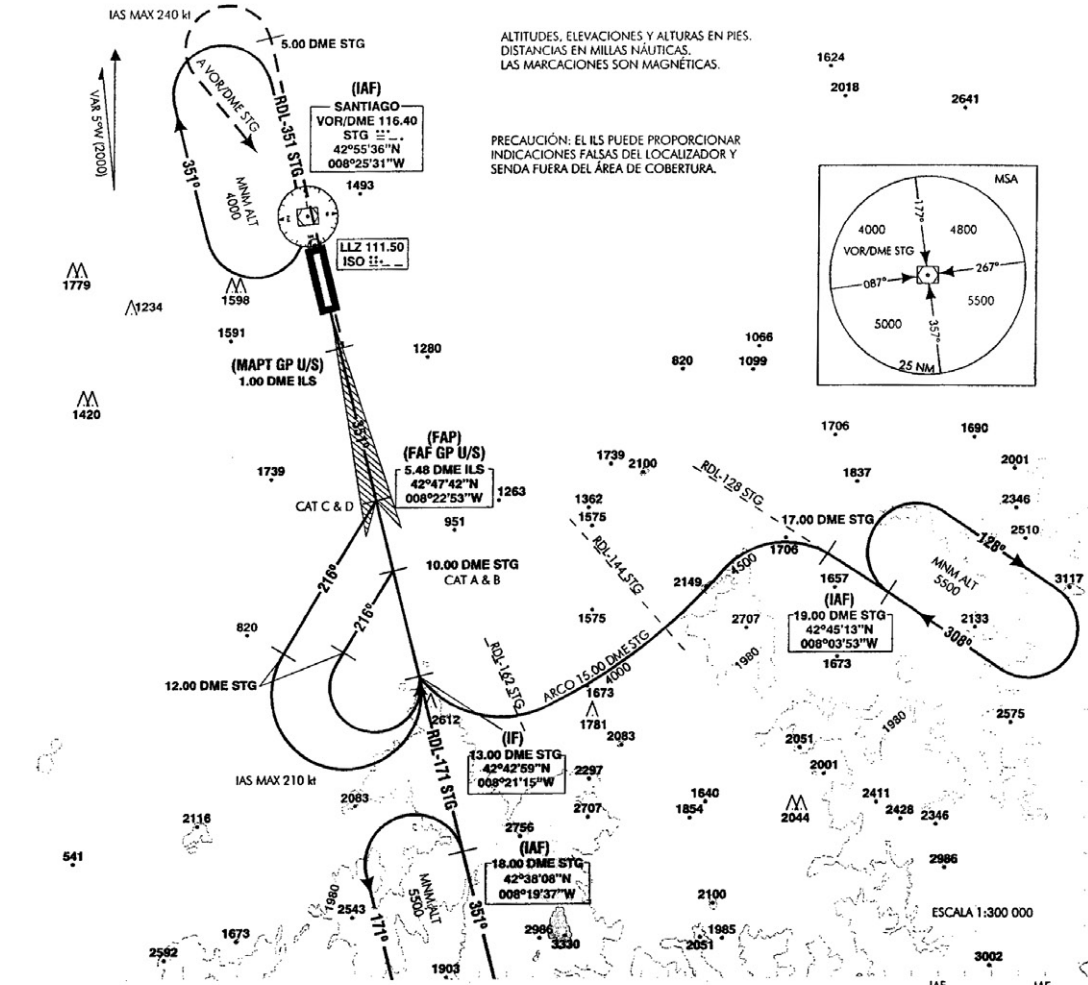 IAS MAX 240 kt
5.00 DME STG
A VOR/DME STG
RDL-351 STG
VAR 5°W (2000)
351°
MNM ALT
4000
(IAF)
SANTIAGO
VOR/DME 116.40
STG
42°55'36"N
008°25'31"W
1493
LLZ 111.50
ISO
ALTITUDES, ELEVACIONES Y ALTURAS EN PIES.
DISTANCIAS EN MILLAS NÁUTICAS.
LAS MARCACIONES SON MAGNÉTICAS.
PRECAUCIÓN: EL ILS PUEDE PROPORCIONAR
INDICACIONES FALSAS DEL LOCALIZADOR Y
SENDA FUERA DEL ÁREA DE COBERTURA.
1624
2018
2641
MSA
177°
4000
4800
VOR/DME STG
087°
267°
5500
5000
357°
25 NM
1779
1234
1598
1591
1280
(MAPT GP U/S)
1.00 DME ILS
1420
351°
1066
820
1099
(FAP)
(FAF GP U/S)
5.48 DME ILS
42°47'42"N
008°22'53"W
1739
CAT C & D
1263
951
1739
2100
1362
1575
RDL-128 STG
RDL-144 STG
1706
1690
1837
2001
2346
2510
17.00 DME STG
1706
128°
MNM ALT
5500
3117
10.00 DME STG
CAT A & B
216°
216°
4500
2149
1657
(IAF)
19.00 DME STG
42°45'13"N
008°03'53"W
1673
308°
2133
820
1575
2707
1980
RDL-162 STG
ARCO 15.00 DME STG
4000
12.00 DME STG
1673
1781
2083
2612
(IF)
13.00 DME STG
42°42'59"N
008°21'15"W
RDL-171 STG
1980
2575
2051
2001
IAS MAX 210 kt
2083
2297
2707
1640
1854
2044
2411
2428
2346
2116
541
2756
(IAF)
18.00 DME STG
42°38'08"N
008°19'37"W
2986
MNM ALT
5500
171°
351°
1980
2543
2100
ESCALA 1:300 000
1673
2592
2986
3330
2051
1985
1903
3002
IAF
IAF